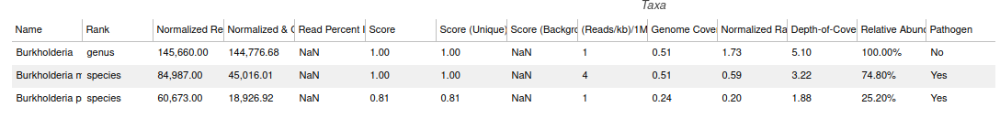 Taxa
Name Rank Normalized Re Normalized & Read Percent Score Score (Unique) Score (Backgr (Reads/kb)/1M Genome Cove Normalized Ra Depth-of-Cove Relative Abun Pathogen
Burkholderia genus 145,660.00 144,776.68 NaN 1.00 1.00 NaN 1 0.51 1.73 5.10 100.00% No
Burkholderia m species 84,987.00 45,016.01 NaN 1.00 1.00 NaN 4 0.51 0.59 3.22 74.80% Yes
Burkholderia p species 60,673.00 18,926.92 NaN 0.81 0.81 NaN 1 0.24 0.20 1.88 25.20% Yes